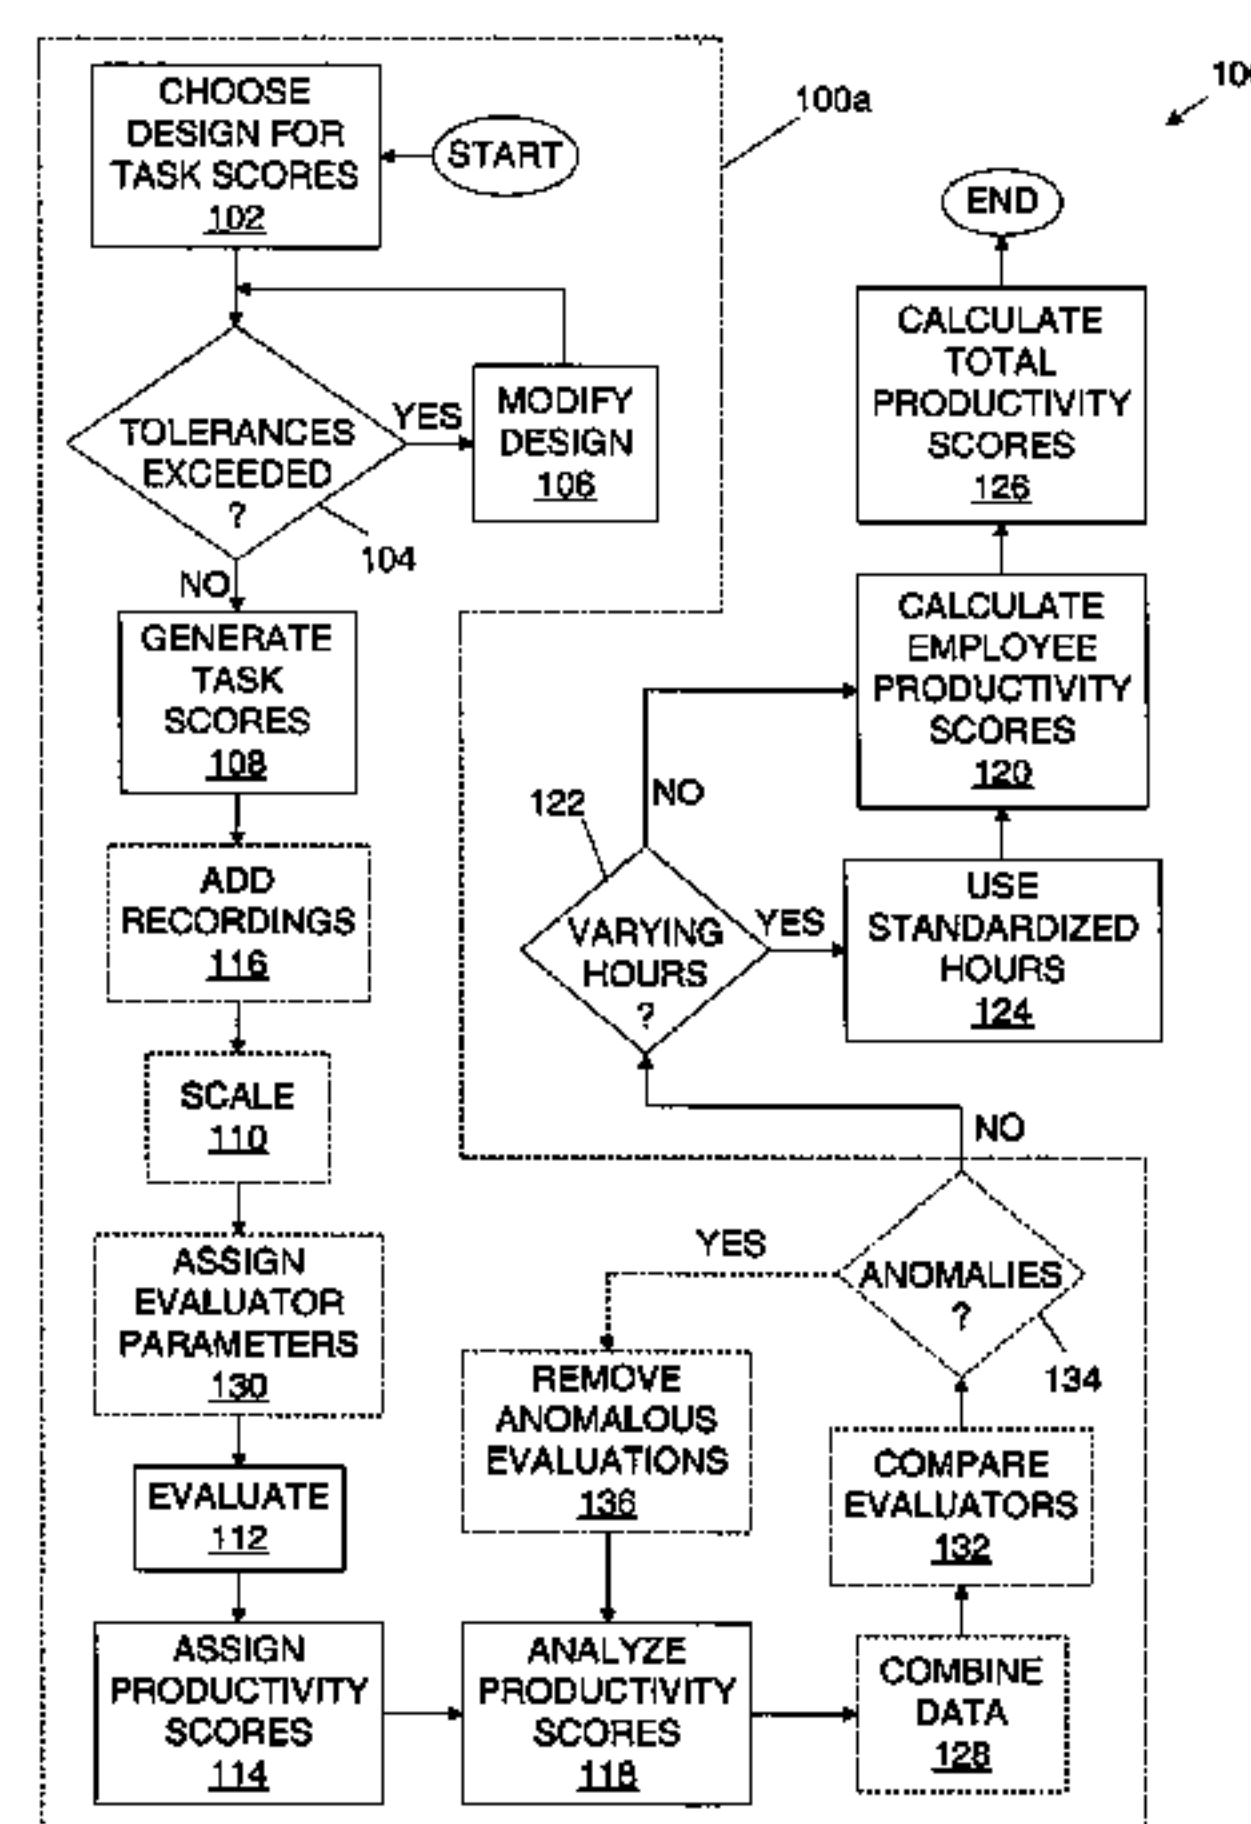 CHOOSE
DESIGN FOR
TASK SCORES
102
START
100a
END
TOLERANCES
EXCEEDED
?
104
YES
MODIFY
DESIGN
106
NO
GENERATE
TASK
SCORES
108
ADD
RECORDINGS
116
SCALE
110
ASSIGN
EVALUATOR
PARAMETERS
130
EVALUATE
112
ASSIGN
PRODUCTIVITY
SCORES
114
ANALYZE
PRODUCTIVITY
SCORES
118
COMBINE
DATA
128
COMPARE
EVALUATORS
132
ANOMALIES
?
134
YES
REMOVE
ANOMALOUS
EVALUATIONS
136
NO
VARYING
HOURS
?
122
YES
USE
STANDARDIZED
HOURS
124
NO
CALCULATE
EMPLOYEE
PRODUCTIVITY
SCORES
120
CALCULATE
TOTAL
PRODUCTIVITY
SCORES
126